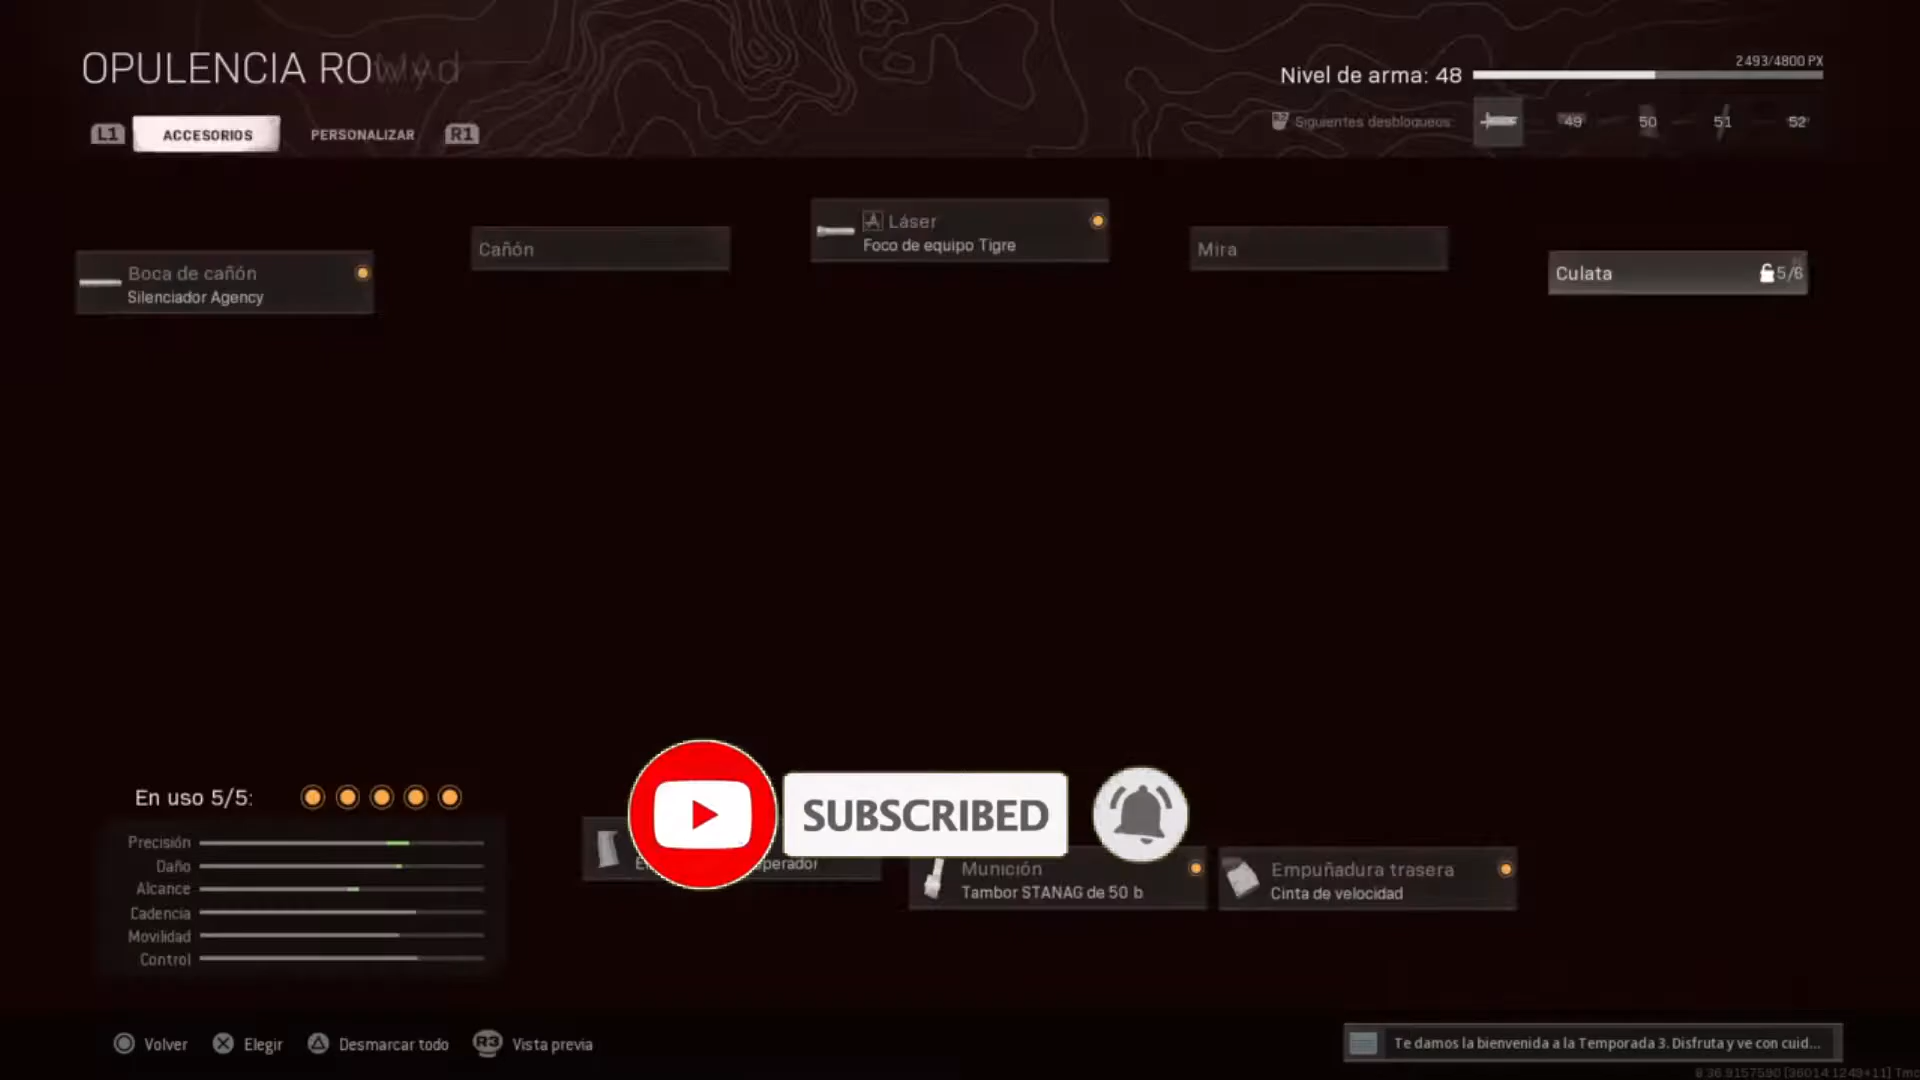 OPULENCIA RO
Nivel de arma: 48
2493/4800 PX
L1 ACCESORIOS PERSONALIZAR R1
Siguientes desbloqueos: 49 50 51 52
Boca de cañón
Silenciador Agency
Cañón
Láser
Foco de equipo Tigre
Mira
Culata 5/6
En uso 5/5:
Precisión
Daño
Alcance
Cadencia
Movilidad
Control
SUBSCRIBED
Munición
Tambor STANAG de 50 b
Empuñadura trasera
Cinta de velocidad
Volver Elegir Desmarcar todo R3 Vista previa
Te damos la bienvenida a la Temporada 3. Disfruta y ve con cuid...